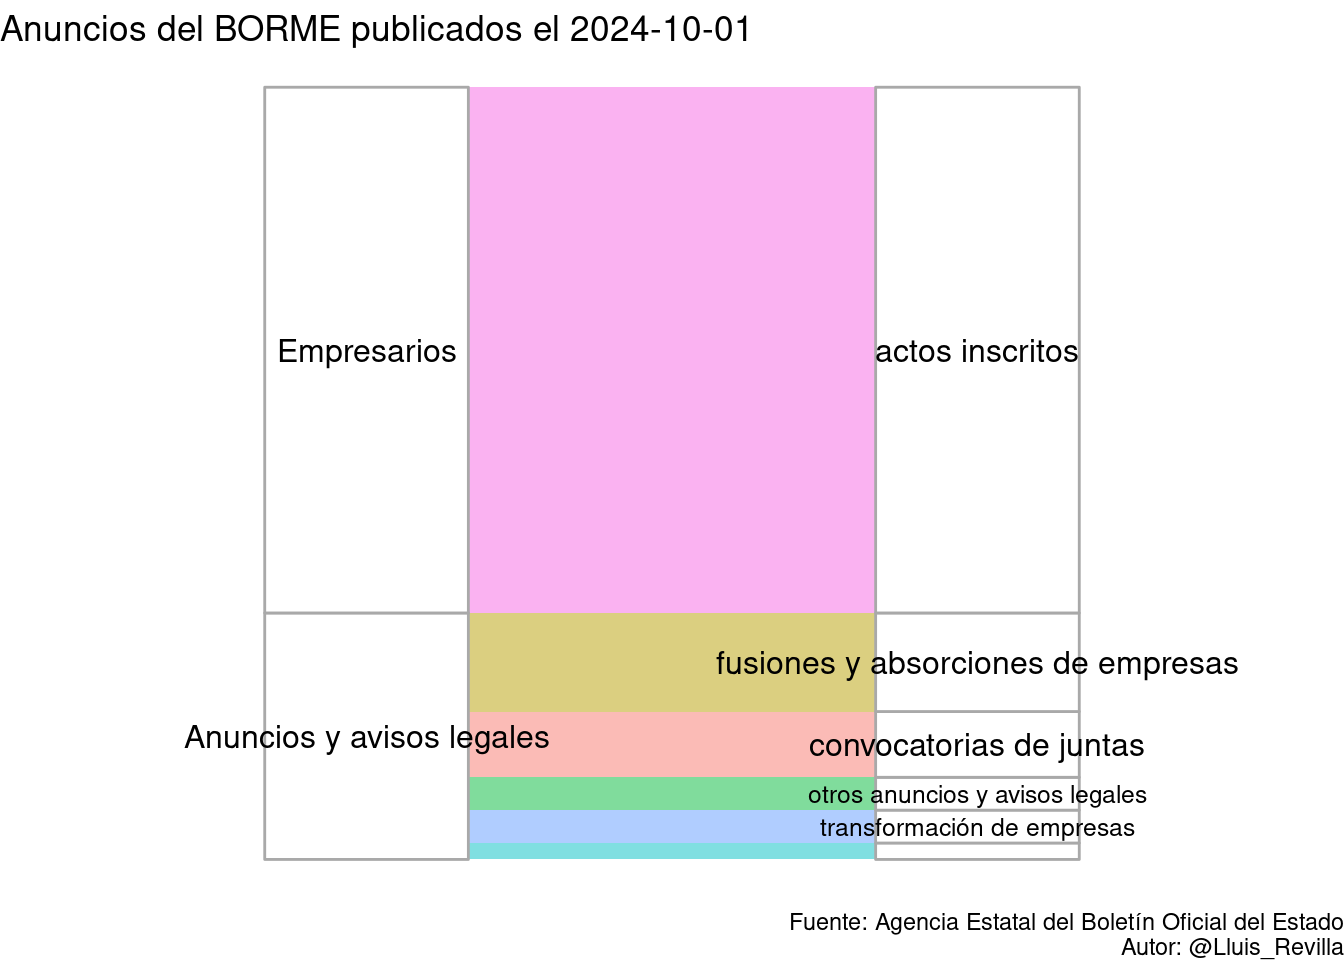 Anuncios del BORME publicados el 2024-10-01
Empresarios
actos inscritos
fusiones y absorciones de empresas
Anuncios y avisos legales
convocatorias de juntas
otros anuncios y avisos legales
transformación de empresas
Fuente: Agencia Estatal del Boletín Oficial del Estado
Autor: @Lluis_Revilla